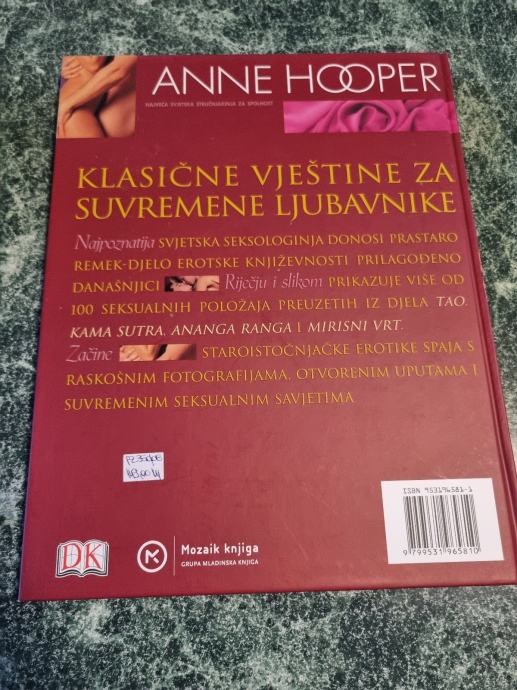 ANNE HOOPER
NAJVEĆA SVJETSKA STRUČNJAKINJA ZA SPOLNOST
KLASIČNE VJEŠTINE ZA
SUVREMENE LJUBAVNIKE
Najpoznatija SVJETSKA SEKSOLOGINJA DONOSI PRASTARO
REMEK-DJELO EROTSKE KNJIŽEVNOSTI PRILAGOĐENO
DANAŠNJICI Riječju i slikom PRIKAZUJE VIŠE OD
100 SEKSUALNIH POLOŽAJA PREUZETIH IZ DJELA TAO,
KAMA SUTRA, ANANGA RANGA I MIRISNI VRT.
Začine STAROISTOČNJAČKE EROTIKE SPAJA S
RASKOŠNIM FOTOGRAFIJAMA, OTVORENIM UPUTAMA I
SUVREMENIM SEKSUALNIM SAVJETIMA
ISBN 953196581-1
9 799531 965810
DK
Mozaik knjiga
GRUPA MLADINSKA KNJIGA